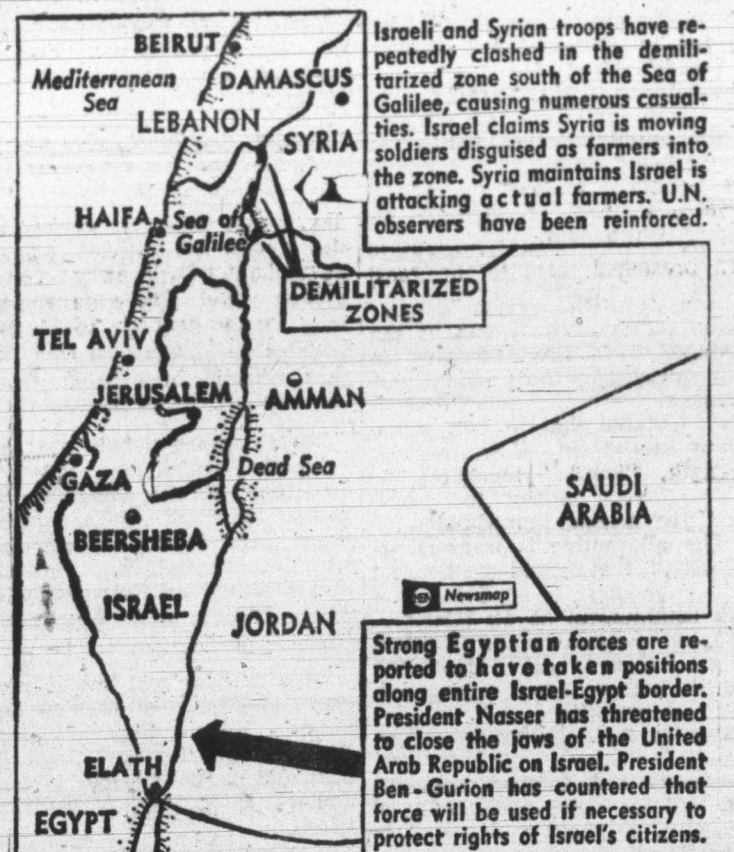 Israeli and Syrian troops have re-
peatedly clashed in the demili-
tarized zone south of the Sea of
Galilee, causing numerous casual-
ties. Israel claims Syria is moving
soldiers disguised as farmers into
the zone. Syria maintains Israel is
attacking actual farmers. U.N.
observers have been reinforced.
BEIRUT
Mediterranean
Sea
DAMASCUS
LEBANON
SYRIA
HAIFA
Sea of
Galilee
DEMILITARIZED
ZONES
TEL AVIV
JERUSALEM
AMMAN
Dead Sea
GAZA
SAUDI
ARABIA
BEERSHEBA
ISRAEL
Newsmap
JORDAN
ELATH
EGYPT
Strong Egyptian forces are re-
ported to have taken positions
along entire Israel-Egypt border.
President Nasser has threatened
to close the jaws of the United
Arab Republic on Israel. President
Ben-Gurion has countered that
force will be used if necessary to
protect rights of Israel's citizens.